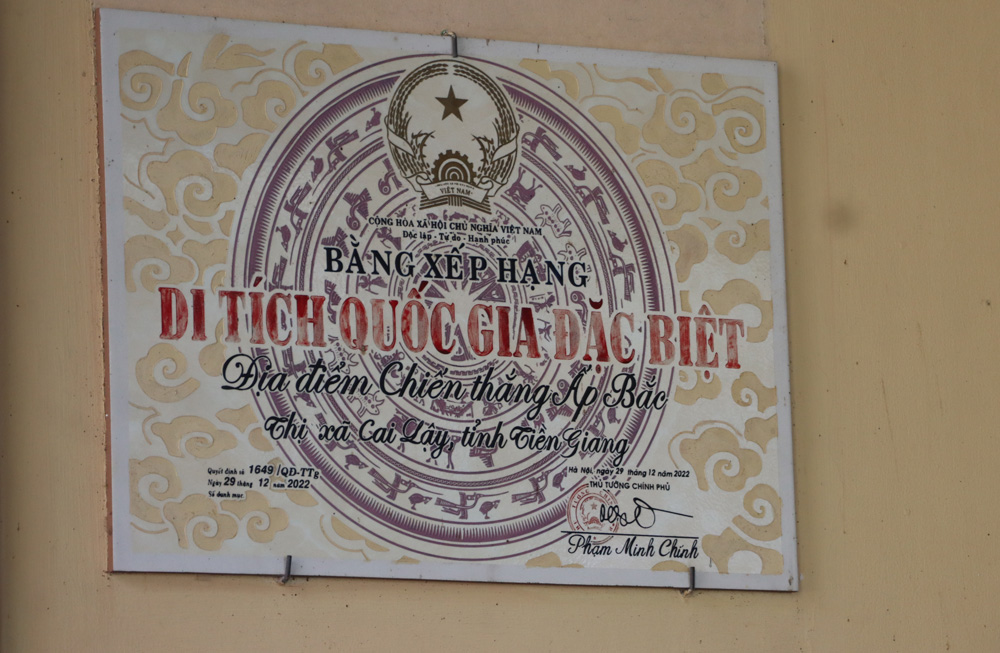 VIỆT NAM
CỘNG HÒA XÃ HỘI CHỦ NGHĨA VIỆT NAM
Độc lập - Tự do - Hạnh phúc
BẰNG XẾP HẠNG
DI TÍCH QUỐC GIA ĐẶC BIỆT
Địa điểm Chiến thắng Ấp Bắc
Thị xã Cai Lậy, tỉnh Tiền Giang
Quyết định số 1649/QĐ-TTg
Ngày 29 tháng 12 năm 2022
Số danh mục:
Hà Nội, ngày 29 tháng 12 năm 2022
THỦ TƯỚNG CHÍNH PHỦ
Phạm Minh Chính